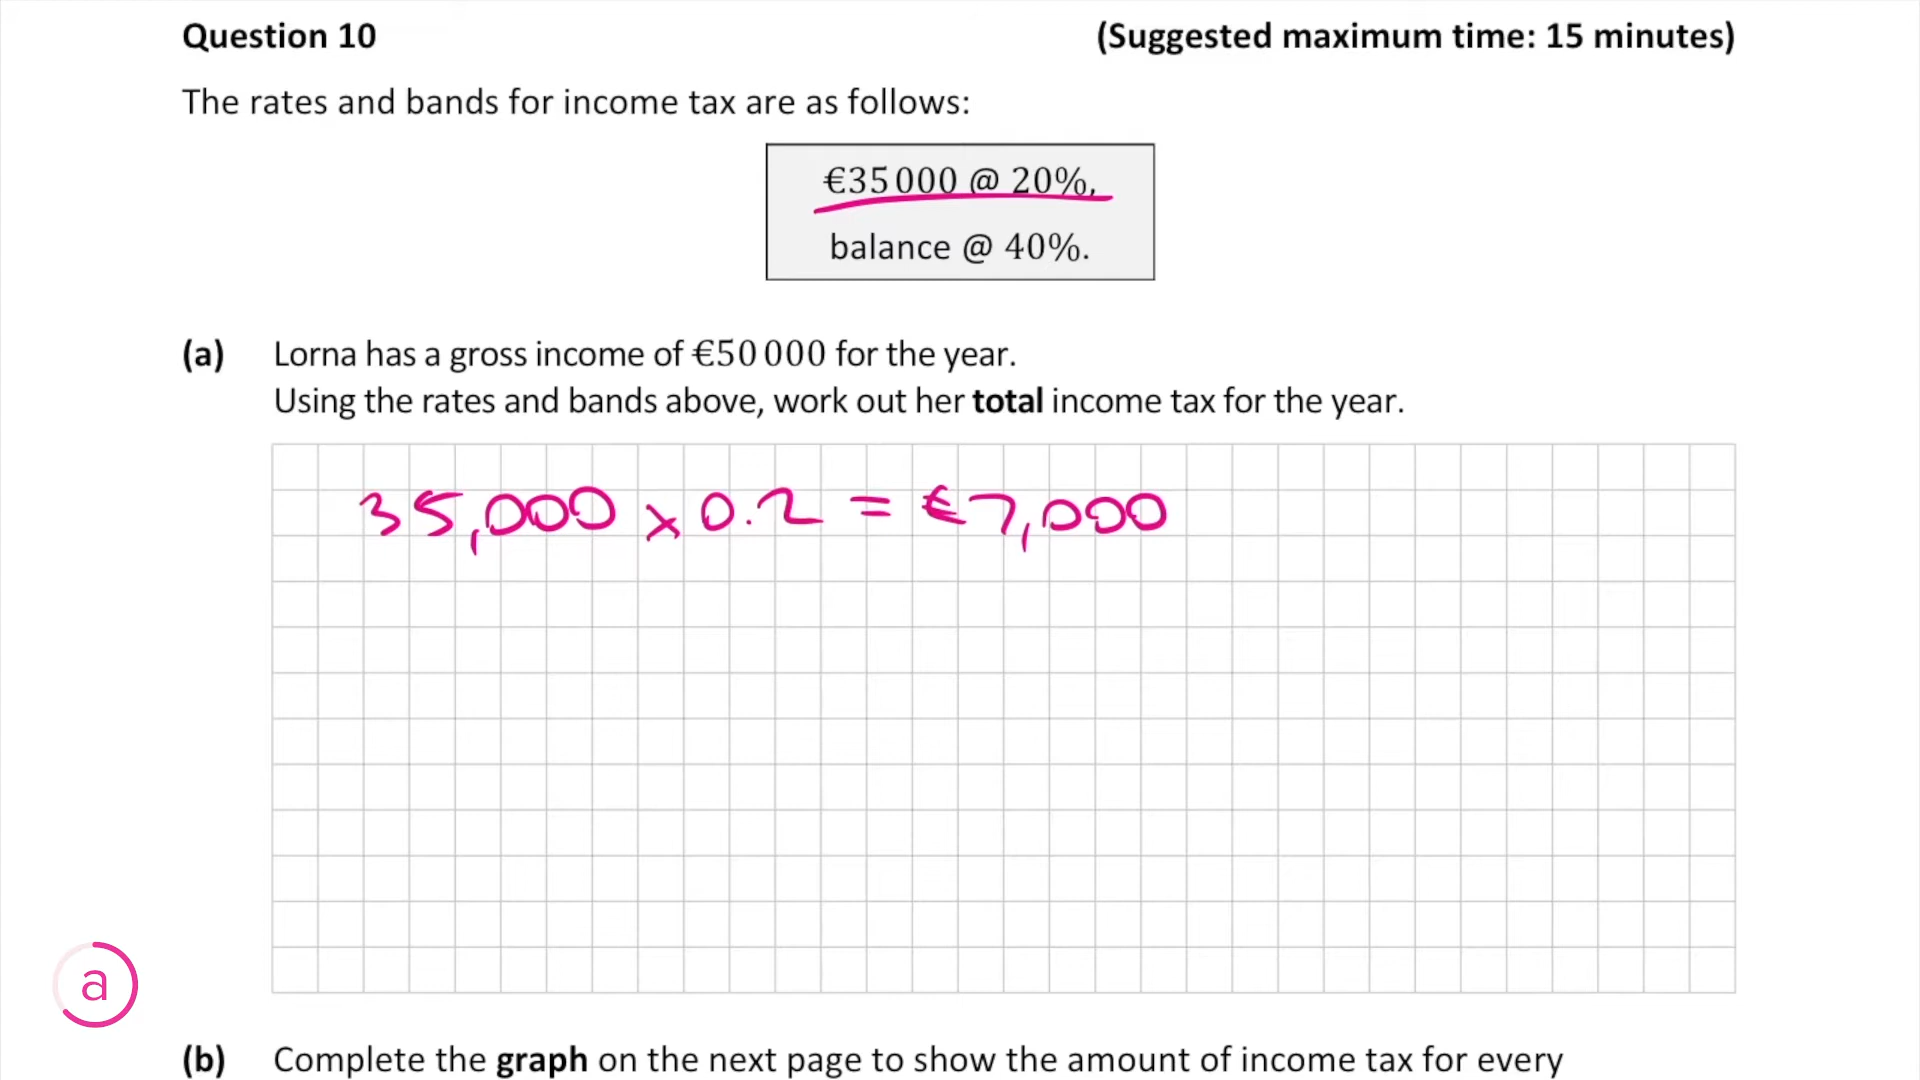 Question 10 (Suggested maximum time: 15 minutes)
The rates and bands for income tax are as follows:
€35 000 @ 20%,
balance @ 40%.
(a) Lorna has a gross income of €50 000 for the year.
Using the rates and bands above, work out her total income tax for the year.
35,000 x 0.2 = €7,000
a
(b) Complete the graph on the next page to show the amount of income tax for every